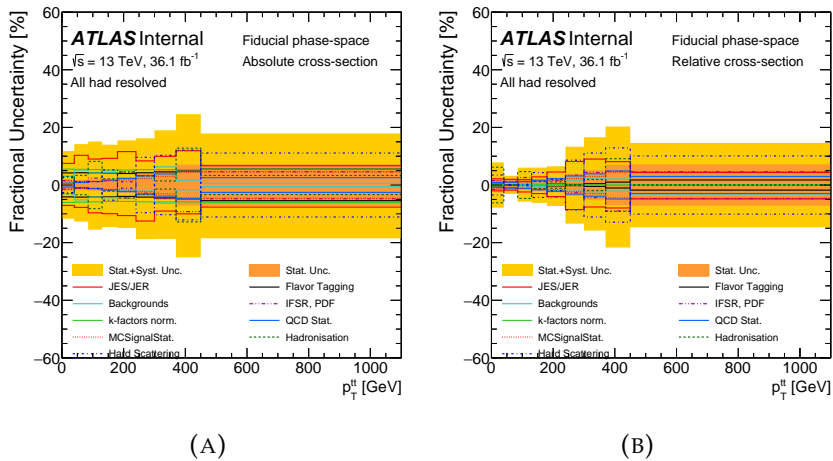 Fractional Uncertainty [%]
60
40
20
0
−20
−40
−60
ATLAS Internal
√s = 13 TeV, 36.1 fb-1
All had resolved
Fiducial phase-space
Absolute cross-section
Stat.+Syst. Unc.
Stat. Unc.
JES/JER
Flavor Tagging
Backgrounds
IFSR, PDF
k-factors norm.
QCD Stat.
MCSignalStat.
Hadronisation
Hard Scattering
0 200 400 600 800 1000
p_T^tt [GeV]
(A)
Fractional Uncertainty [%]
60
40
20
0
−20
−40
−60
ATLAS Internal
√s = 13 TeV, 36.1 fb-1
All had resolved
Fiducial phase-space
Relative cross-section
Stat.+Syst. Unc.
Stat. Unc.
JES/JER
Flavor Tagging
Backgrounds
IFSR, PDF
k-factors norm.
QCD Stat.
MCSignalStat.
Hadronisation
Hard Scattering
0 200 400 600 800 1000
p_T^tt [GeV]
(B)